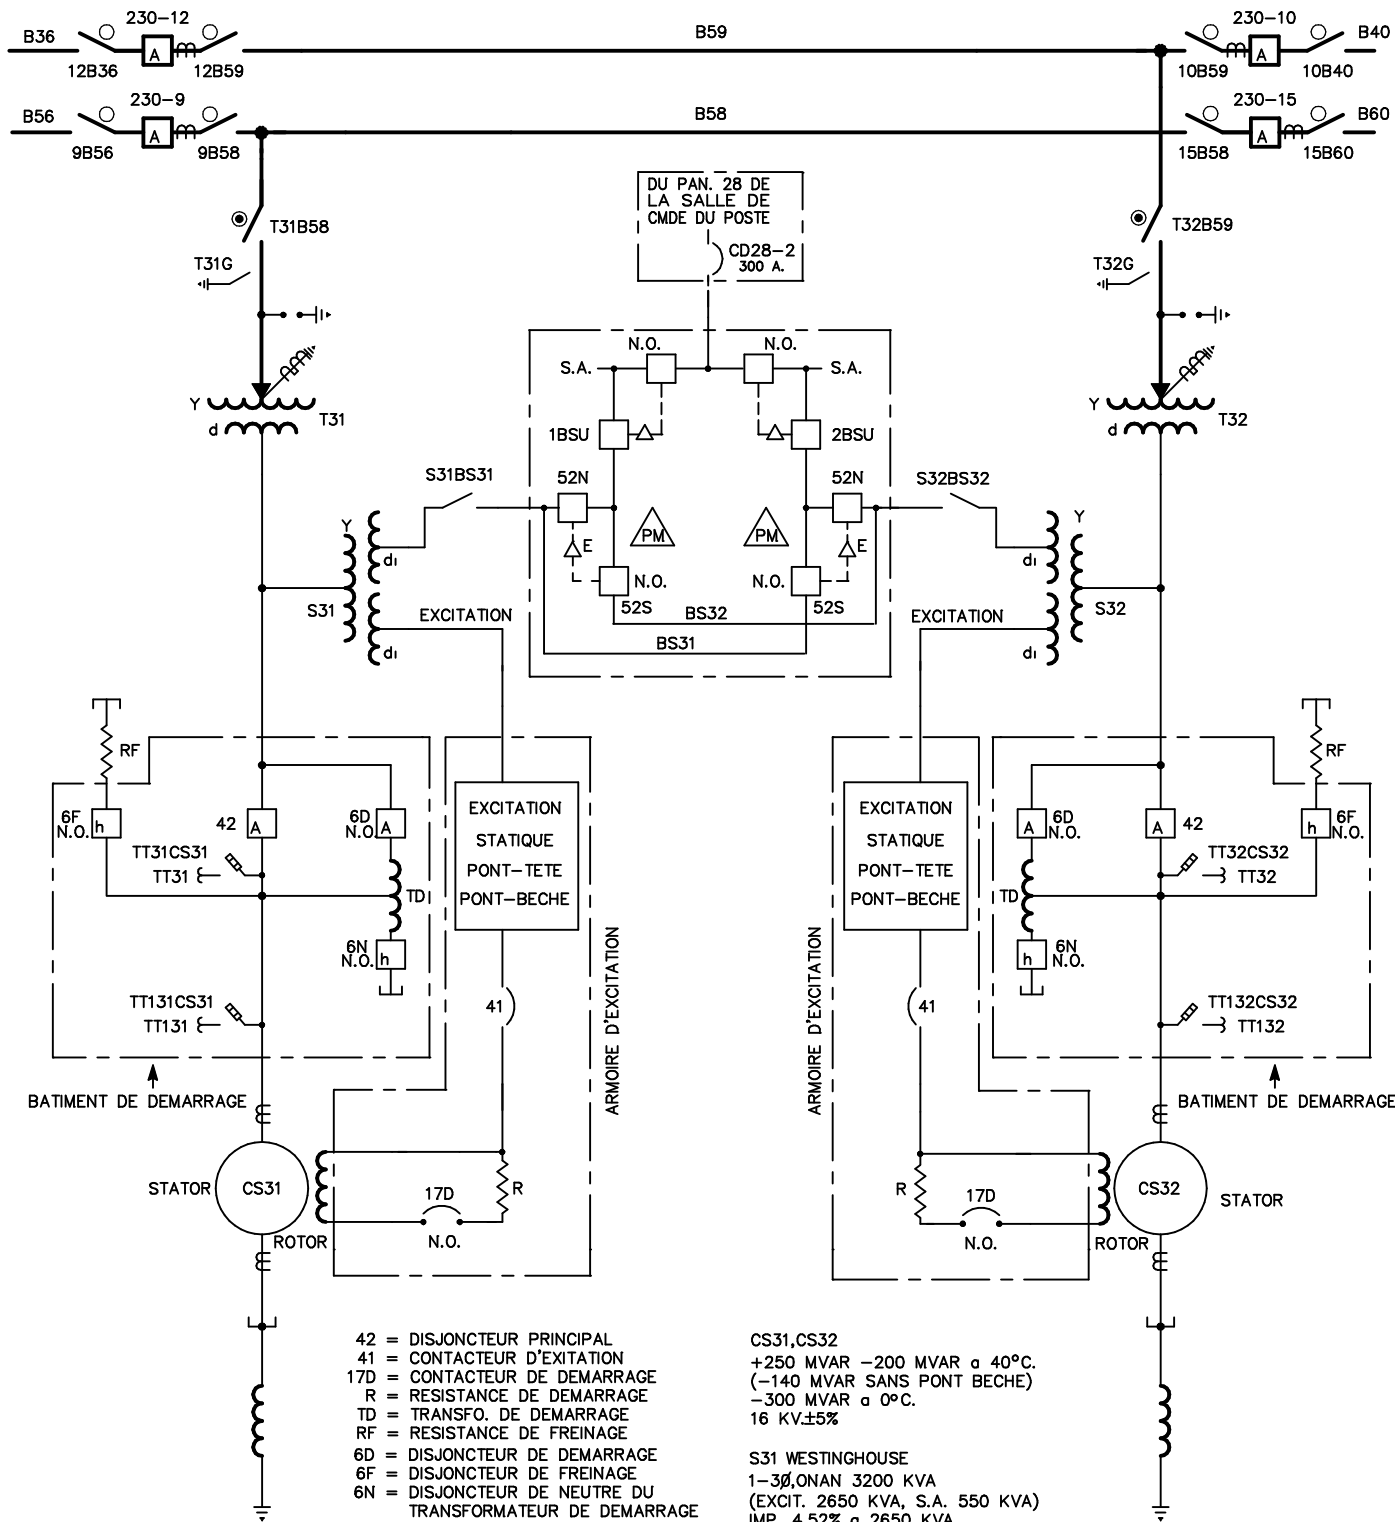 230-12
B36
A
12B36
12B59
B59
230-10
B40
A
10B59
10B40
230-9
B56
A
9B56
9B58
B58
230-15
B60
A
15B58
15B60
DU PAN. 28 DE
LA SALLE DE
CMDE DU POSTE
CD28-2
300 A.
T31B58
T31G
T32B59
T32G
N.O.
N.O.
S.A.
S.A.
1BSU
2BSU
Y
d
T31
Y
d
T32
S31BS31
52N
52N
S32BS32
PM
PM
E
E
N.O.
N.O.
52S
52S
BS32
BS31
Y
d1
S31
d1
EXCITATION
Y
d1
S32
d1
EXCITATION
RF
6F
N.O.
h
42
A
6D
N.O.
A
TT31CS31
TT31
TD
6N
N.O.
h
TT131CS31
TT131
BATIMENT DE DEMARRAGE
EXCITATION
STATIQUE
PONT-TETE
PONT-BECHE
41
ARMOIRE D'EXCITATION
EXCITATION
STATIQUE
PONT-TETE
PONT-BECHE
41
ARMOIRE D'EXCITATION
A
6D
N.O.
A
42
RF
h
6F
N.O.
TT32CS32
TT32
TD
h
6N
N.O.
TT132CS32
TT132
BATIMENT DE DEMARRAGE
STATOR
CS31
ROTOR
17D
N.O.
R
R
17D
N.O.
CS32
STATOR
ROTOR
42 = DISJONCTEUR PRINCIPAL
41 = CONTACTEUR D'EXITATION
17D = CONTACTEUR DE DEMARRAGE
R = RESISTANCE DE DEMARRAGE
TD = TRANSFO. DE DEMARRAGE
RF = RESISTANCE DE FREINAGE
6D = DISJONCTEUR DE DEMARRAGE
6F = DISJONCTEUR DE FREINAGE
6N = DISJONCTEUR DE NEUTRE DU
TRANSFORMATEUR DE DEMARRAGE
CS31,CS32
+250 MVAR -200 MVAR a 40°C.
(-140 MVAR SANS PONT BECHE)
-300 MVAR a 0°C.
16 KV.±5%
S31 WESTINGHOUSE
1-3Ø,ONAN 3200 KVA
(EXCIT. 2650 KVA, S.A. 550 KVA)
IMP. 4,52% a 2650 KVA